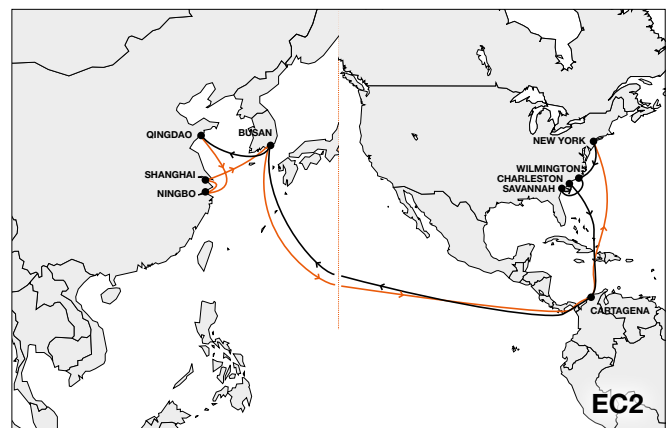 QINGDAO
BUSAN
SHANGHAI
NINGBO
NEW YORK
WILMINGTON
CHARLESTON
SAVANNAH
CARTAGENA
EC2